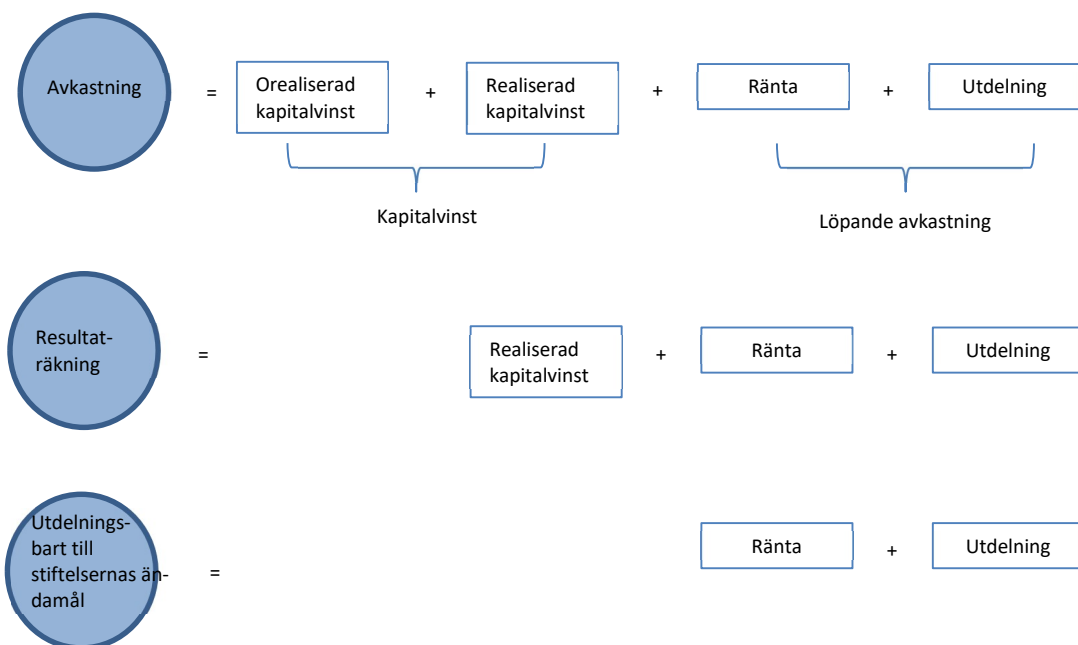 Avkastning
=
Orealiserad
kapitalvinst
+
Realiserad
kapitalvinst
+
Ränta
+
Utdelning
Kapitalvinst
Löpande avkastning
Resultat-
räkning
=
Realiserad
kapitalvinst
+
Ränta
+
Utdelning
Utdelnings-
bart till
stiftelsernas än-
damål
=
Ränta
+
Utdelning